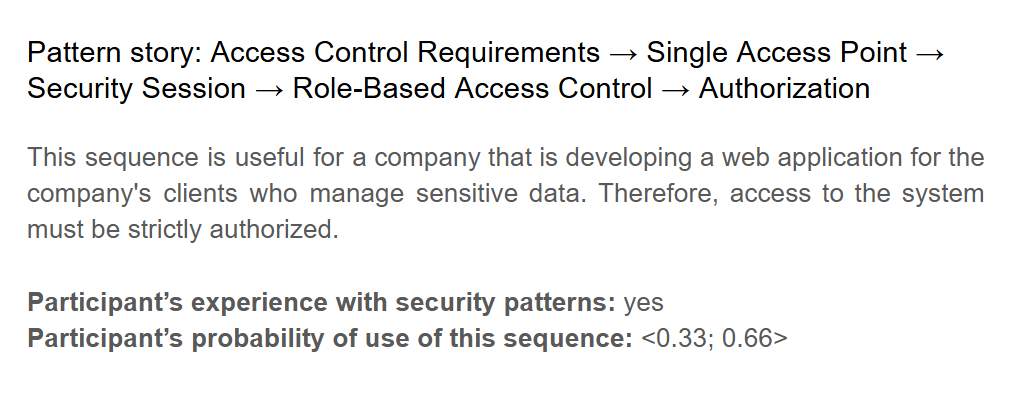 Pattern story: Access Control Requirements → Single Access Point →
Security Session → Role-Based Access Control → Authorization
This sequence is useful for a company that is developing a web application for the
company's clients who manage sensitive data. Therefore, access to the system
must be strictly authorized.
Participant’s experience with security patterns: yes
Participant’s probability of use of this sequence: <0.33; 0.66>